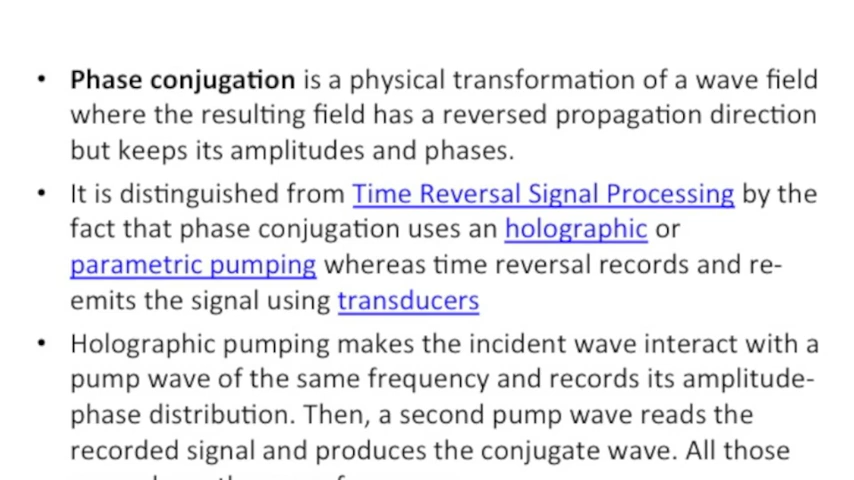 • Phase conjugation is a physical transformation of a wave field
where the resulting field has a reversed propagation direction
but keeps its amplitudes and phases.
• It is distinguished from Time Reversal Signal Processing by the
fact that phase conjugation uses an holographic or
parametric pumping whereas time reversal records and re-
emits the signal using transducers
• Holographic pumping makes the incident wave interact with a
pump wave of the same frequency and records its amplitude-
phase distribution. Then, a second pump wave reads the
recorded signal and produces the conjugate wave. All those